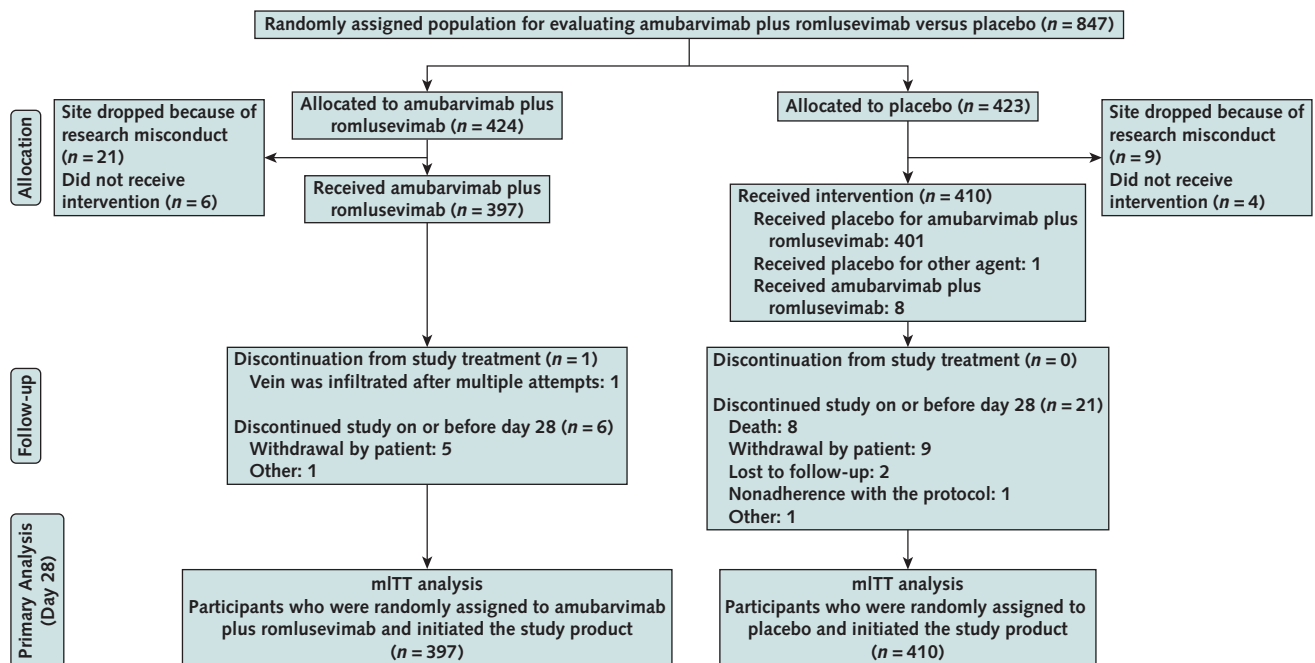 Randomly assigned population for evaluating amubarvimab plus romlusevimab versus placebo (n = 847)
Allocation
Site dropped because of
research misconduct
(n = 21)
Did not receive
intervention (n = 6)
Allocated to amubarvimab plus
romlusevimab (n = 424)
Received amubarvimab plus
romlusevimab (n = 397)
Allocated to placebo (n = 423)
Site dropped because of
research misconduct
(n = 9)
Did not receive
intervention (n = 4)
Received intervention (n = 410)
Received placebo for amubarvimab plus
romlusevimab: 401
Received placebo for other agent: 1
Received amubarvimab plus
romlusevimab: 8
Follow-up
Discontinuation from study treatment (n = 1)
Vein was infiltrated after multiple attempts: 1
Discontinued study on or before day 28 (n = 6)
Withdrawal by patient: 5
Other: 1
Discontinuation from study treatment (n = 0)
Discontinued study on or before day 28 (n = 21)
Death: 8
Withdrawal by patient: 9
Lost to follow-up: 2
Nonadherence with the protocol: 1
Other: 1
Primary Analysis
(Day 28)
mITT analysis
Participants who were randomly assigned to amubarvimab
plus romlusevimab and initiated the study product
(n = 397)
mITT analysis
Participants who were randomly assigned to
placebo and initiated the study product
(n = 410)